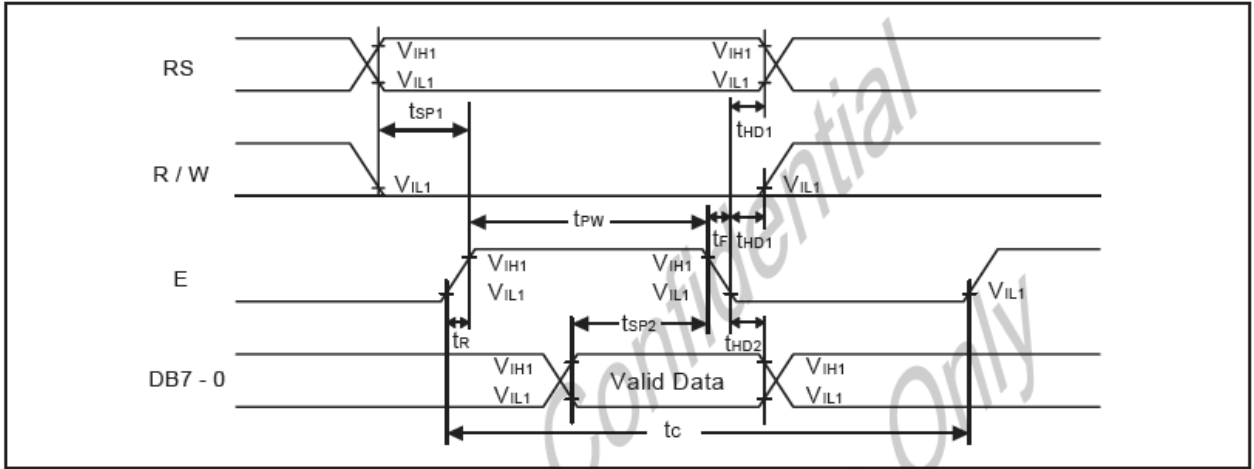 RS
VIH1
VIL1
VIH1
VIL1
tSP1
tHD1
R / W
VIL1
VIL1
tPW
tF
tHD1
E
VIH1
VIL1
VIH1
VIL1
VIL1
tR
tSP2
tHD2
DB7 - 0
VIH1
VIL1
Valid Data
VIH1
VIL1
tC
Confidential
Only